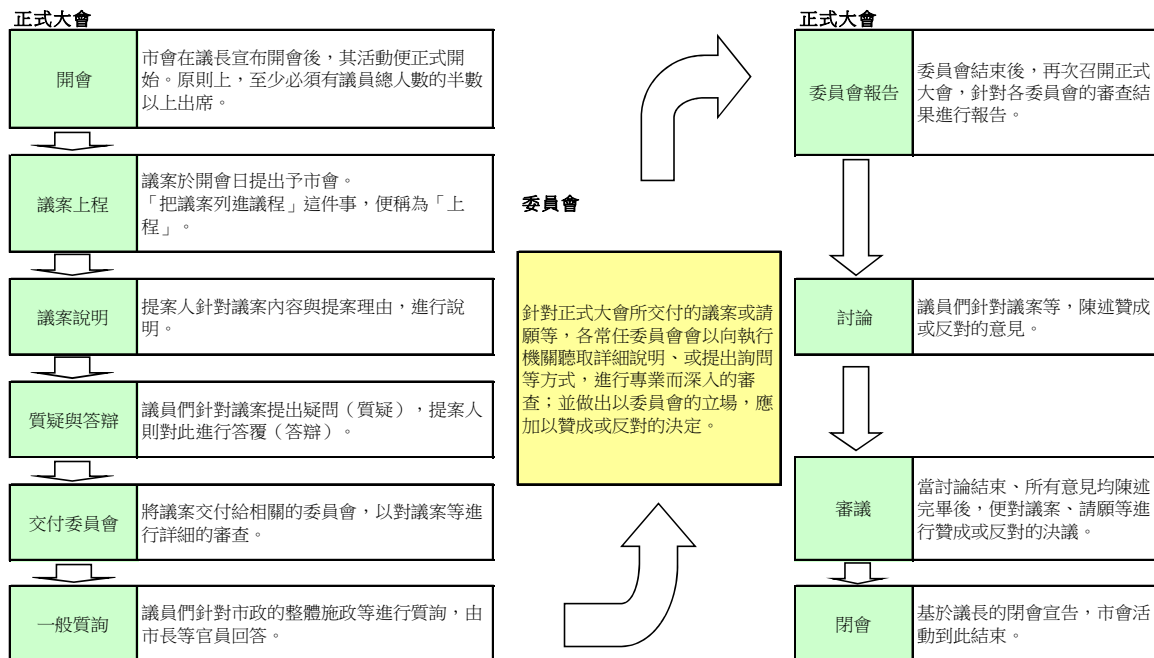 正式大會
開會
市會在議長宣布開會後，其活動便正式開
始。原則上，至少必須有議員總人數的半數
以上出席。
議案上程
議案於開會日提出予市會。
「把議案列進議程」這件事，便稱為「上
程」。
議案說明
提案人針對議案內容與提案理由，進行說
明。
質疑與答辯
議員們針對議案提出疑問（質疑），提案人
則對此進行答覆（答辯）。
交付委員會
將議案交付給相關的委員會，以對議案等進
行詳細的審查。
一般質詢
議員們針對市政的整體施政等進行質詢，由
市長等官員回答。
委員會
針對正式大會所交付的議案或請
願等，各常任委員會會以向執行
機關聽取詳細說明、或提出詢問
等方式，進行專業而深入的審
查；並做出以委員會的立場，應
加以贊成或反對的決定。
正式大會
委員會報告
委員會結束後，再次召開正式
大會，針對各委員會的審查結
果進行報告。
討論
議員們針對議案等，陳述贊成
或反對的意見。
審議
當討論結束、所有意見均陳述
完畢後，便對議案、請願等進
行贊成或反對的決議。
閉會
基於議長的閉會宣告，市會活
動到此結束。